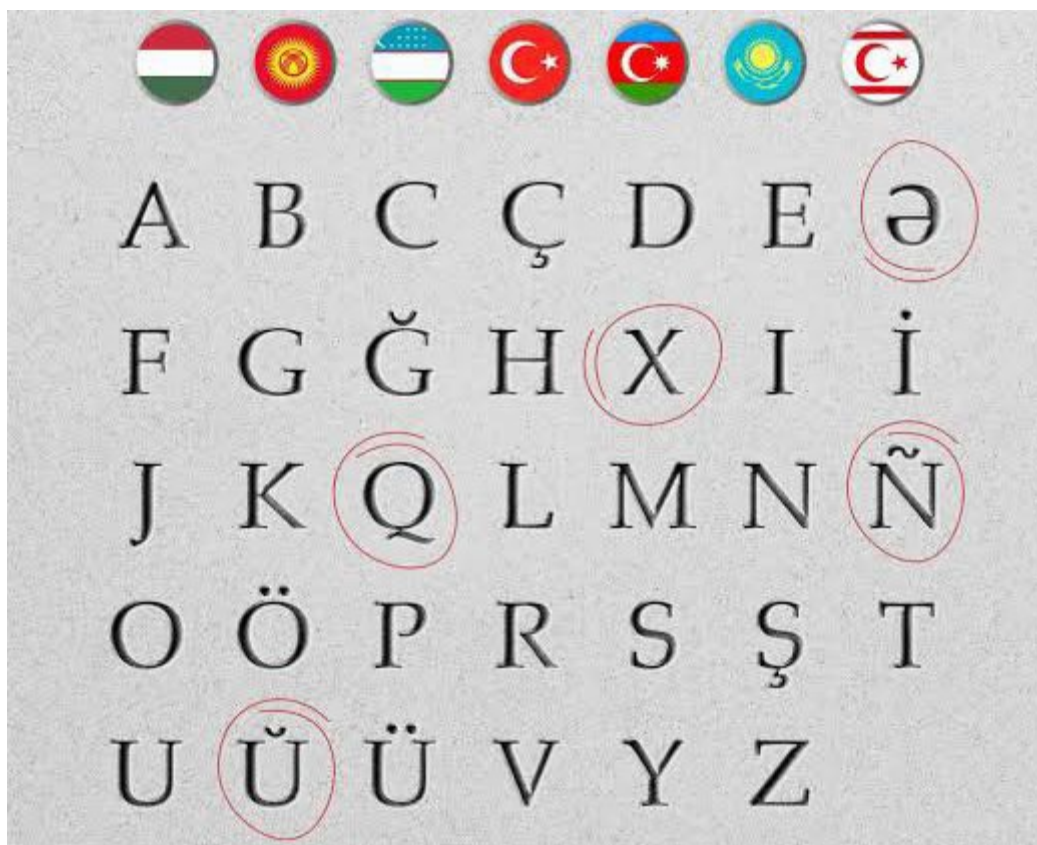 A B C Ç D E Ə
F G Ğ H X I İ
J K Q L M N Ñ
O Ö P R S Ş T
U Ŭ Ü V Y Z